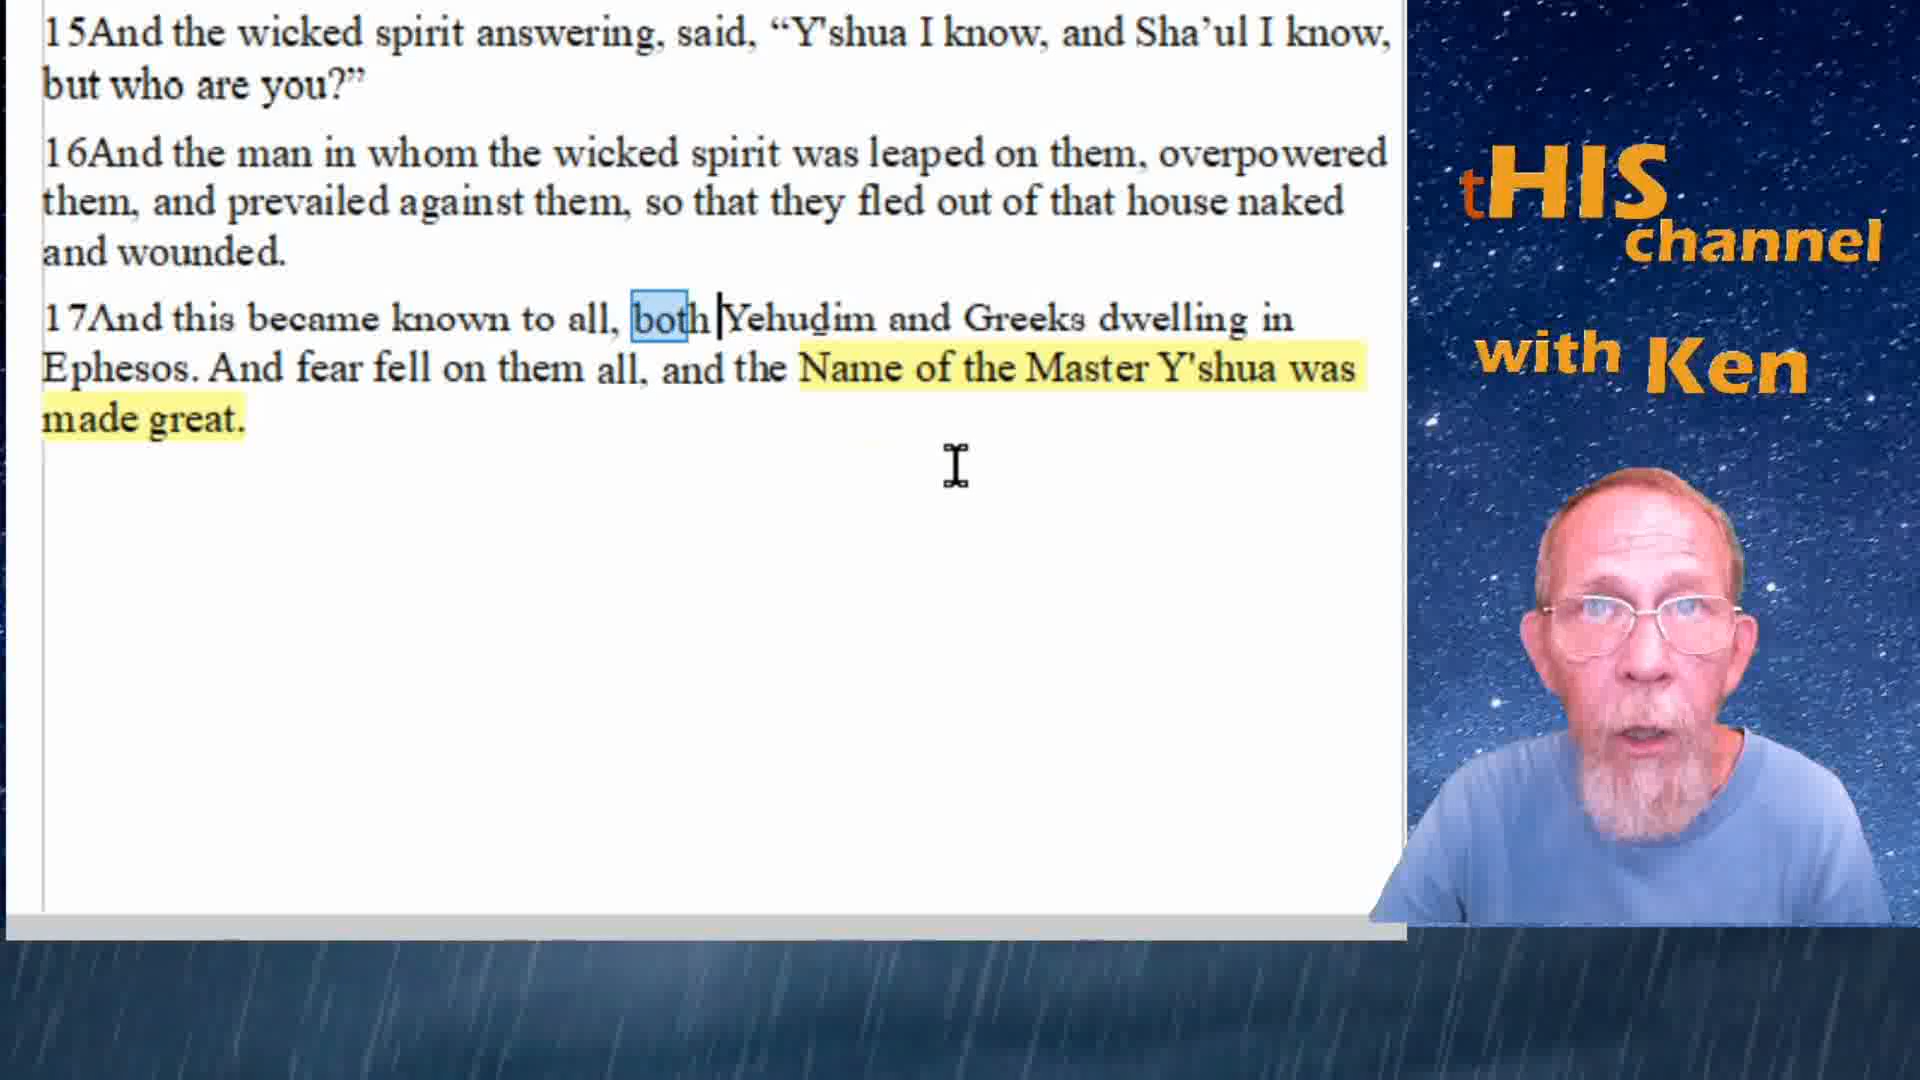 15And the wicked spirit answering, said, “Y'shua I know, and Sha’ul I know,
but who are you?”
16And the man in whom the wicked spirit was leaped on them, overpowered
them, and prevailed against them, so that they fled out of that house naked
and wounded.
17And this became known to all, both Yehuḏim and Greeks dwelling in
Ephesos. And fear fell on them all, and the Name of the Master Y'shua was
made great.
tHIS
channel
with Ken